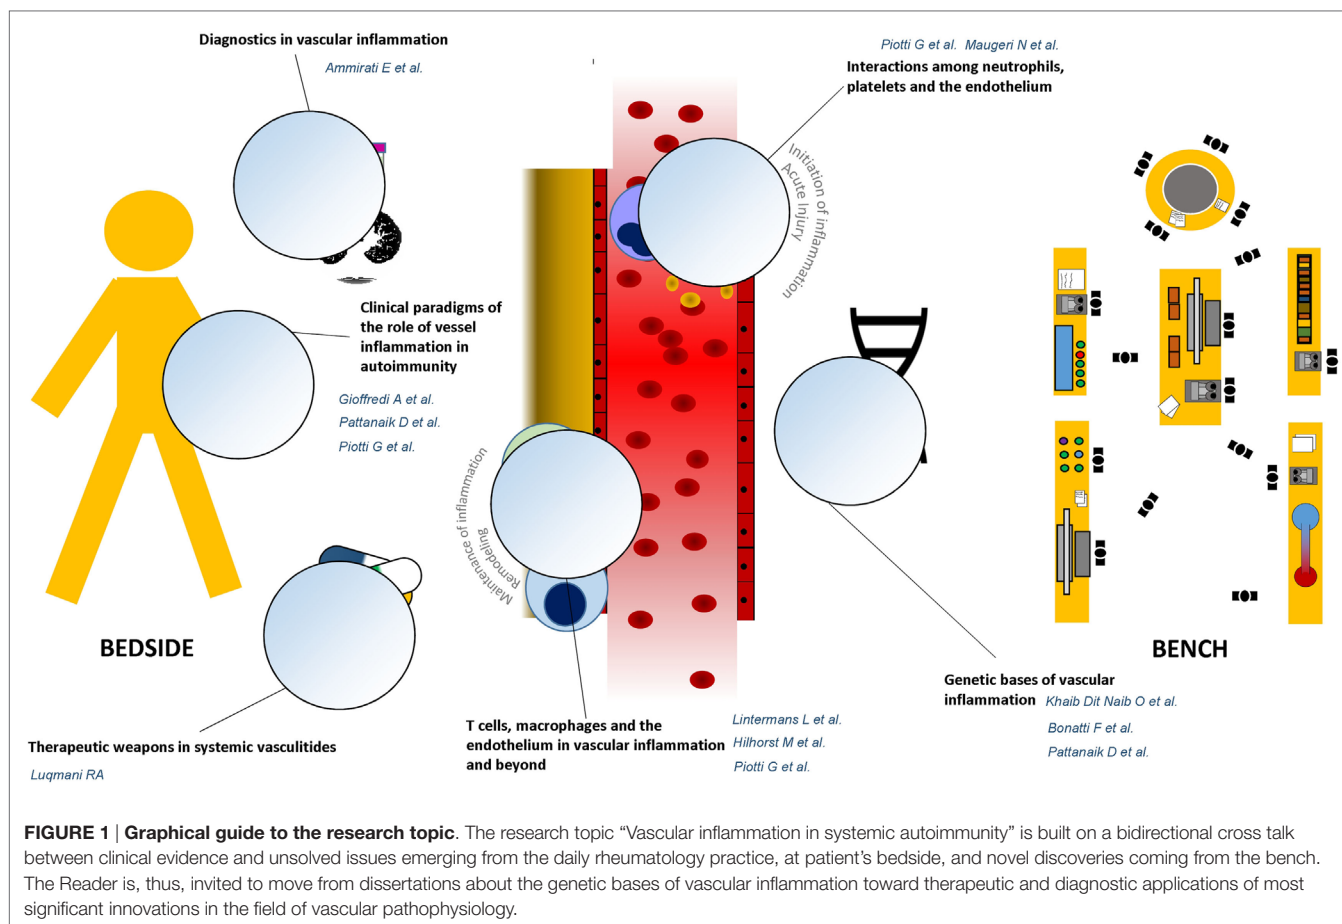 Diagnostics in vascular inflammation
Ammirati E et al.
Piotti G et al. Maugeri N et al.
Interactions among neutrophils,
platelets and the endothelium
Initiation of inflammation
Acute Injury
Clinical paradigms of
the role of vessel
inflammation in
autoimmunity
Gioffredi A et al.
Pattanaik D et al.
Piotti G et al.
Maintenance of inflammation
Remodeling
BEDSIDE
BENCH
Therapeutic weapons in systemic vasculitides
Luqmani RA
T cells, macrophages and the
endothelium in vascular inflammation
and beyond
Lintermans L et al.
Hilhorst M et al.
Piotti G et al.
Genetic bases of vascular
inflammation Khaib Dit Naib O et al.
Bonatti F et al.
Pattanaik D et al.
FIGURE 1 | Graphical guide to the research topic. The research topic “Vascular inflammation in systemic autoimmunity” is built on a bidirectional cross talk
between clinical evidence and unsolved issues emerging from the daily rheumatology practice, at patient’s bedside, and novel discoveries coming from the bench.
The Reader is, thus, invited to move from dissertations about the genetic bases of vascular inflammation toward therapeutic and diagnostic applications of most
significant innovations in the field of vascular pathophysiology.